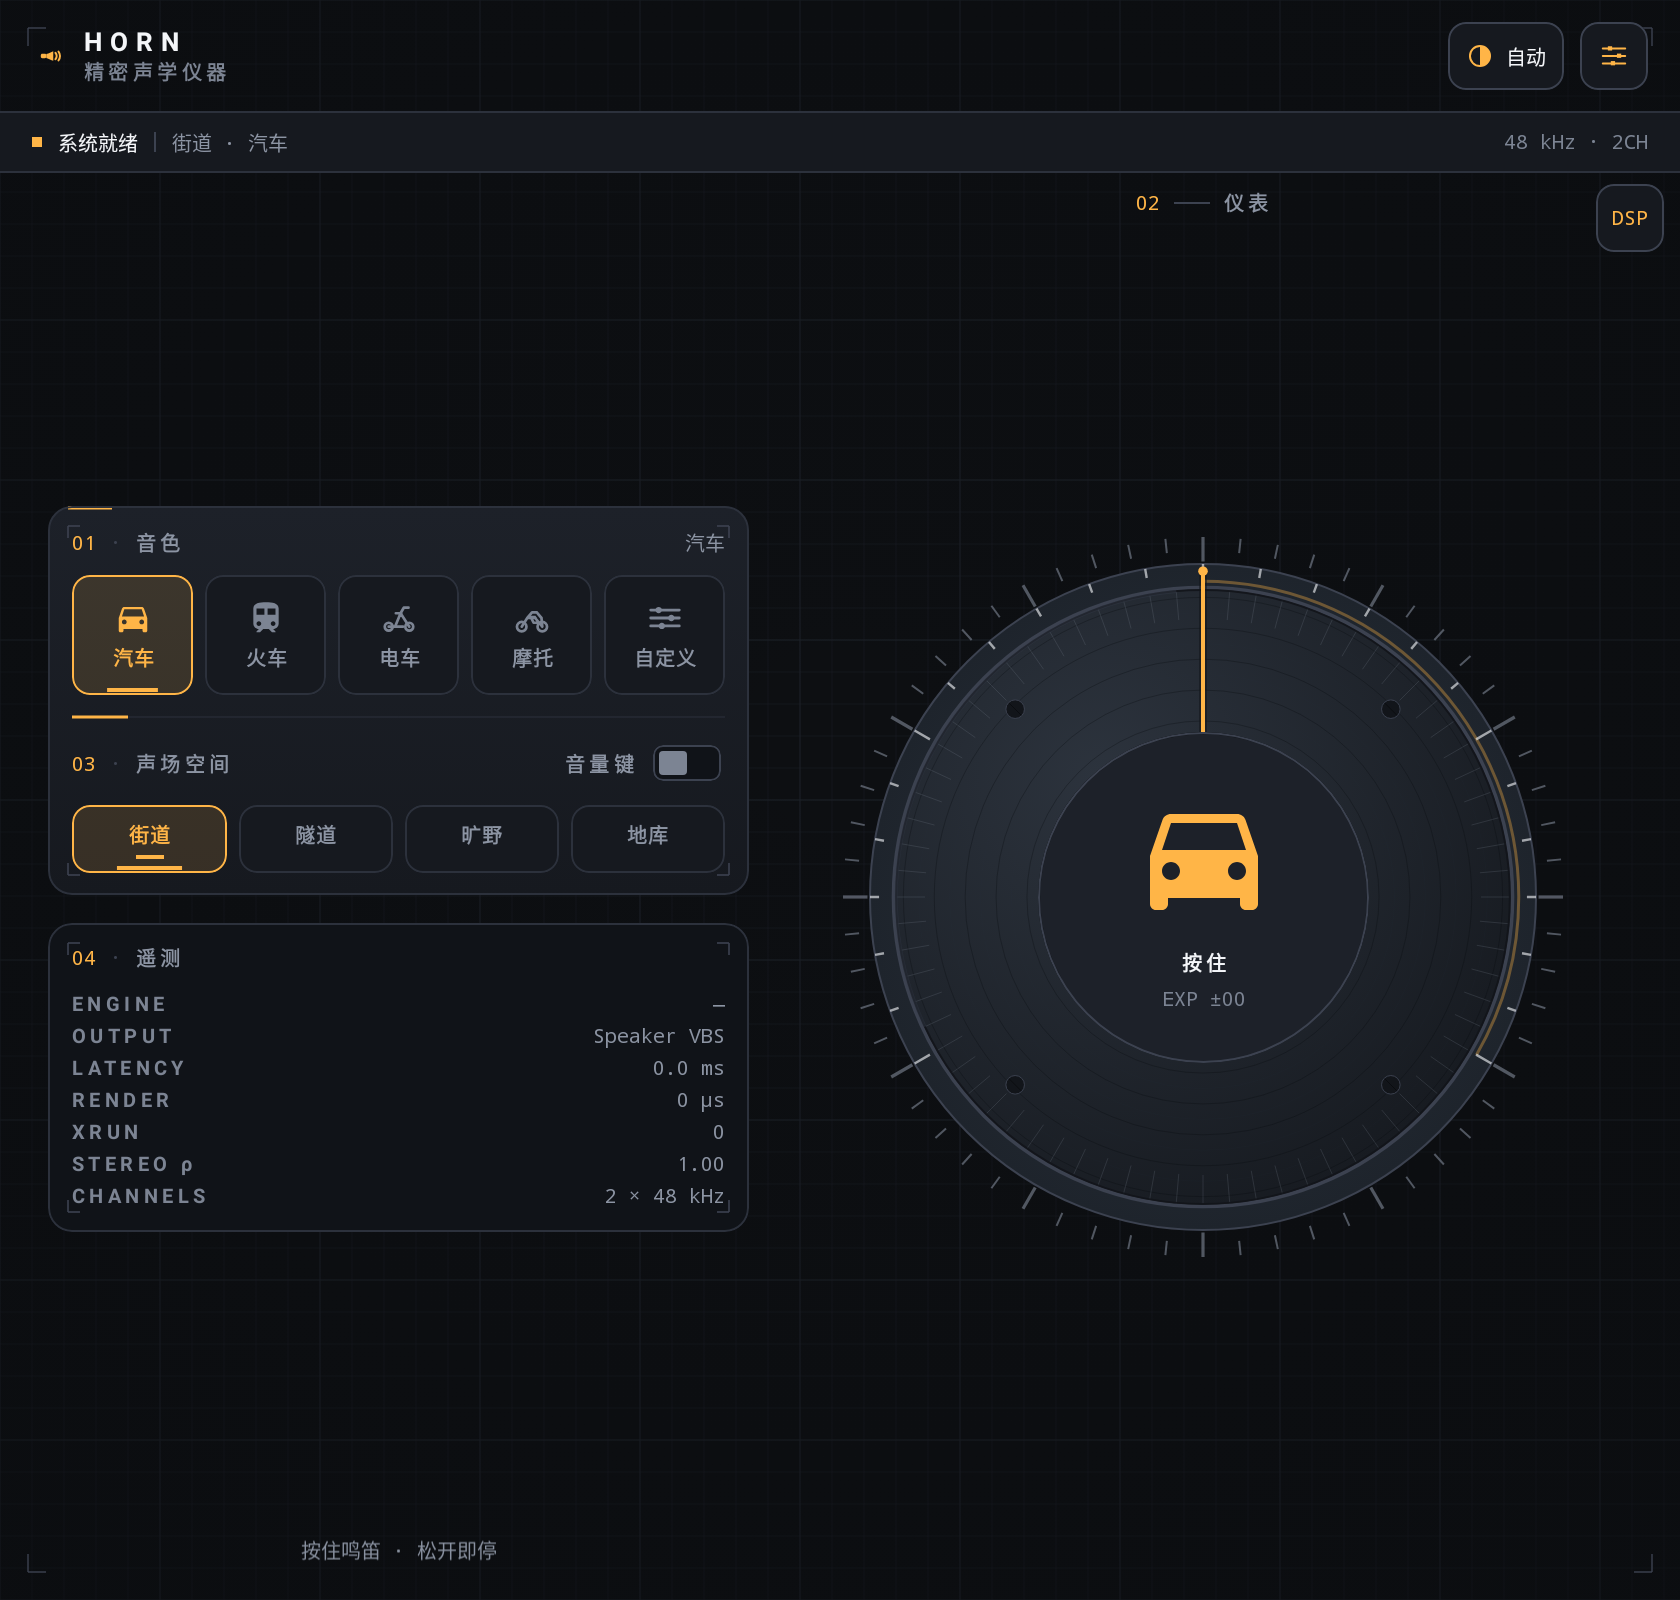 HORN
精密声学仪器
自动
系统就绪 街道 · 汽车
48 kHz · 2CH
02 仪表
DSP
01 · 音色
汽车
汽车
火车
电车
摩托
自定义
03 · 声场空间
音量键
街道
隧道
旷野
地库
按住
EXP ±00
04 · 遥测
ENGINE —
OUTPUT Speaker VBS
LATENCY 0.0 ms
RENDER 0 µs
XRUN 0
STEREO ρ 1.00
CHANNELS 2 × 48 kHz
按住鸣笛 · 松开即停